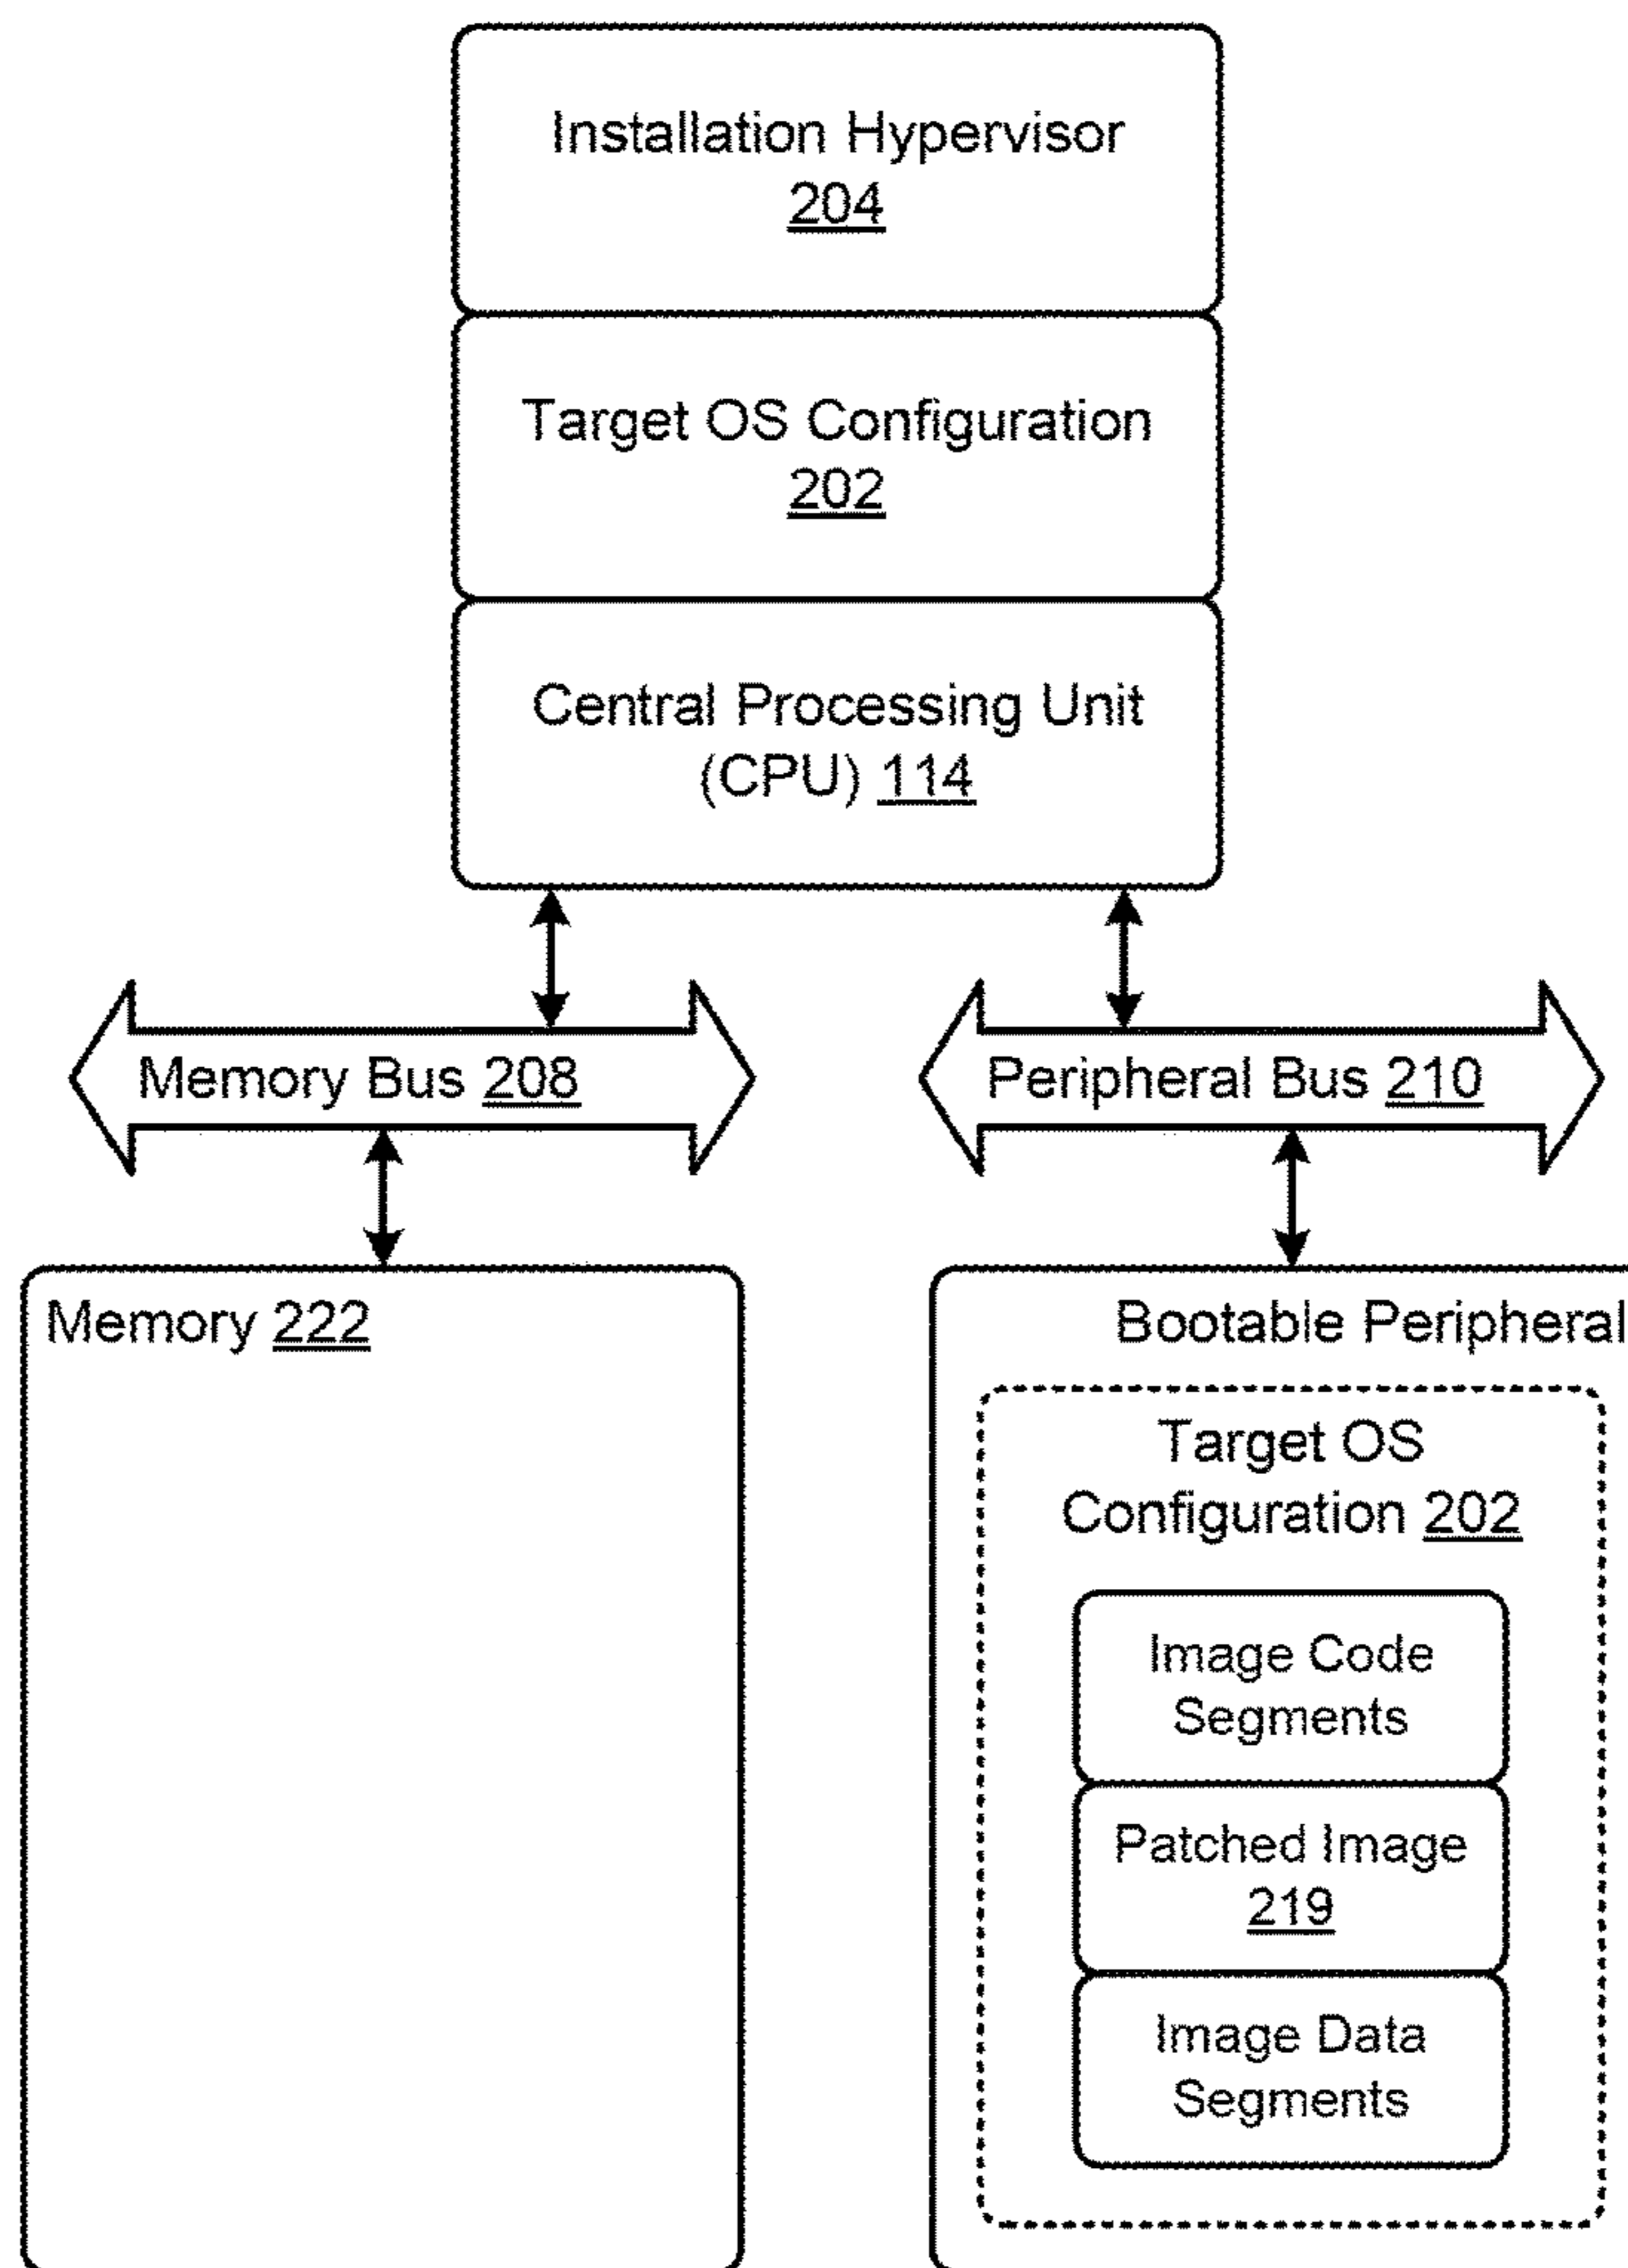 Installation Hypervisor
204
Target OS Configuration
202
Central Processing Unit
(CPU) 114
Memory Bus 208
Peripheral Bus 210
Memory 222
Bootable Peripheral
Target OS
Configuration 202
Image Code
Segments
Patched Image
219
Image Data
Segments